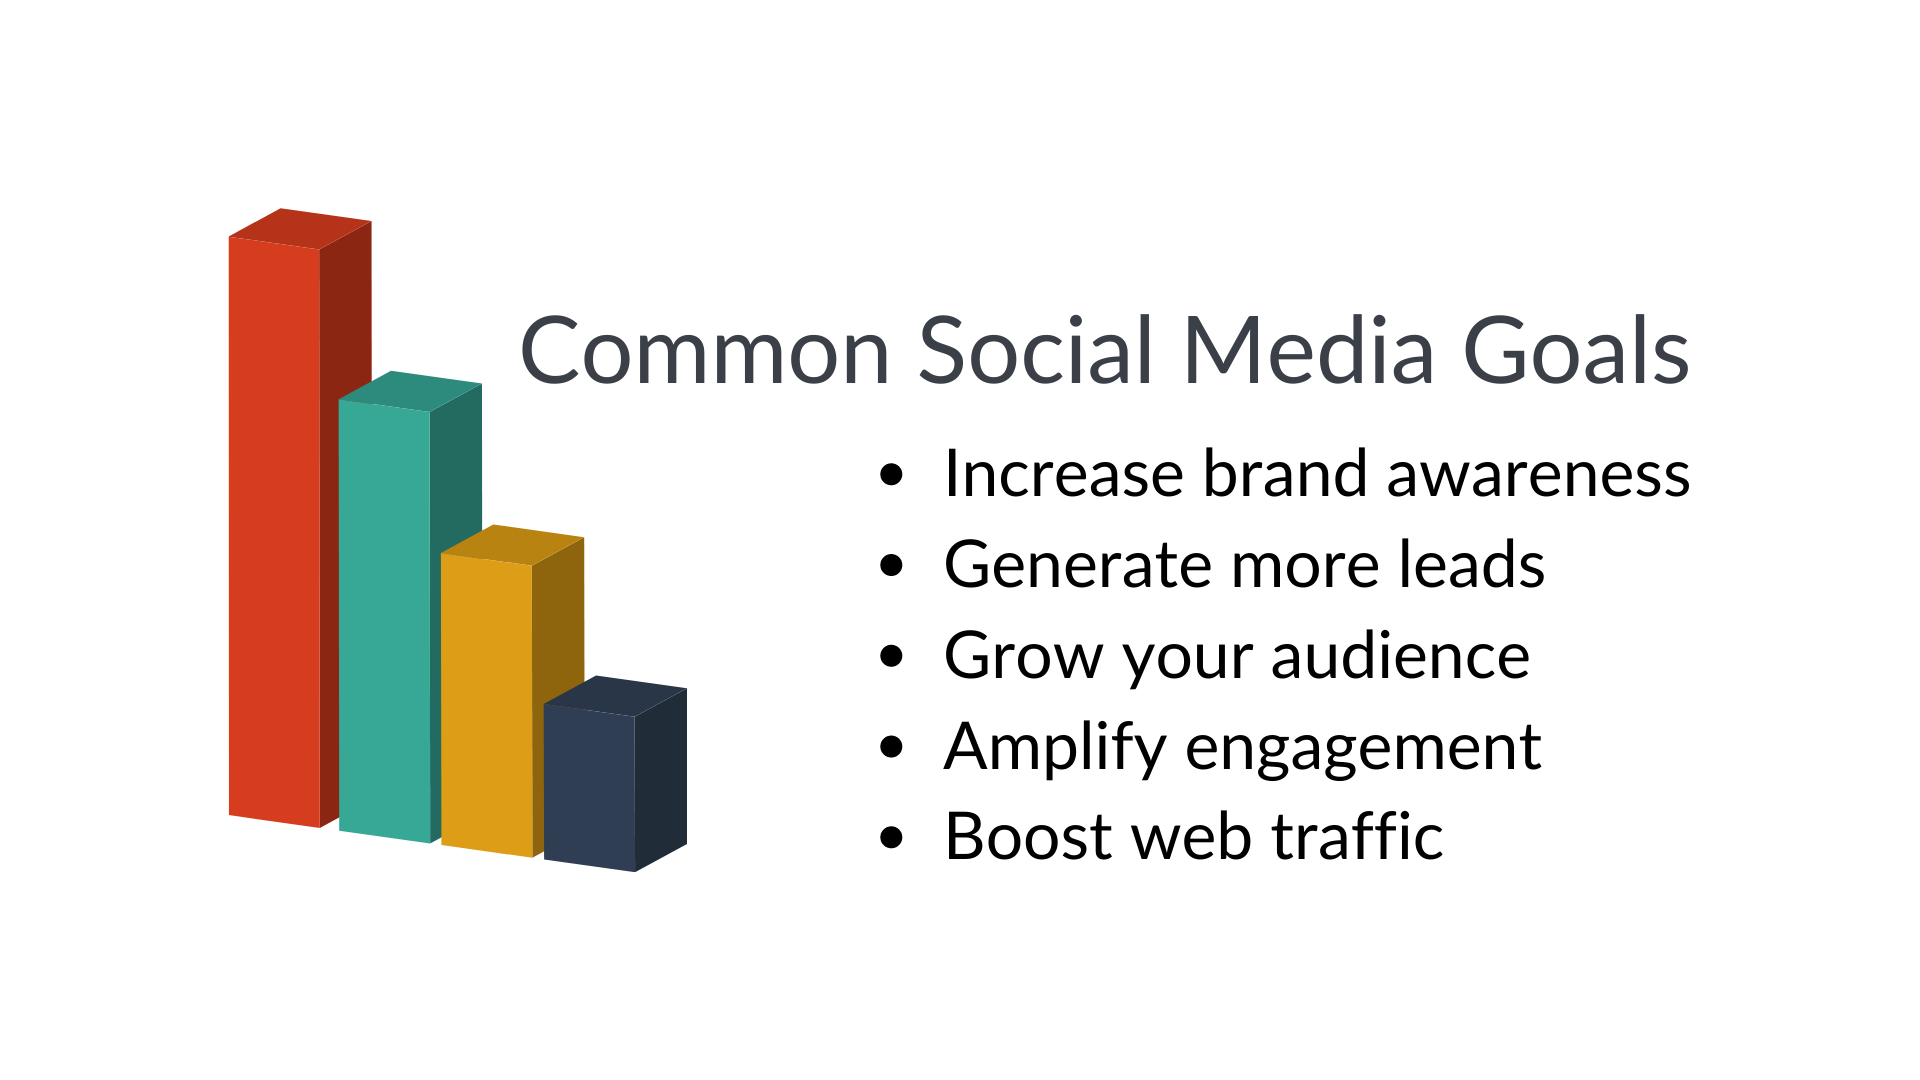 Common Social Media Goals
• Increase brand awareness
• Generate more leads
• Grow your audience
• Amplify engagement
• Boost web traffic